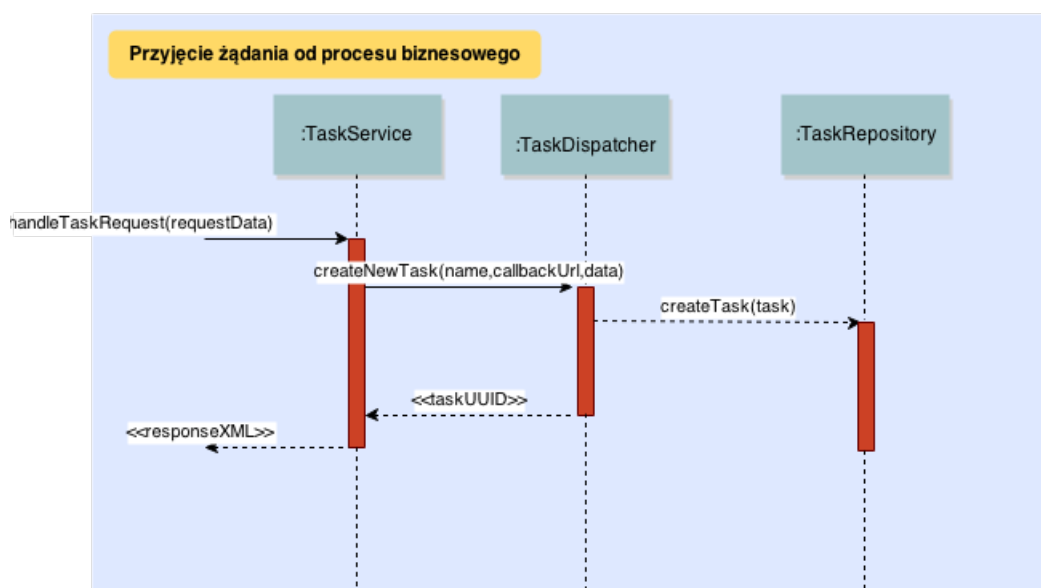 Przyjęcie żądania od procesu biznesowego
:TaskService
:TaskDispatcher
:TaskRepository
handleTaskRequest(requestData)
createNewTask(name,callbackUrl,data)
createTask(task)
<<taskUUID>>
<<responseXML>>